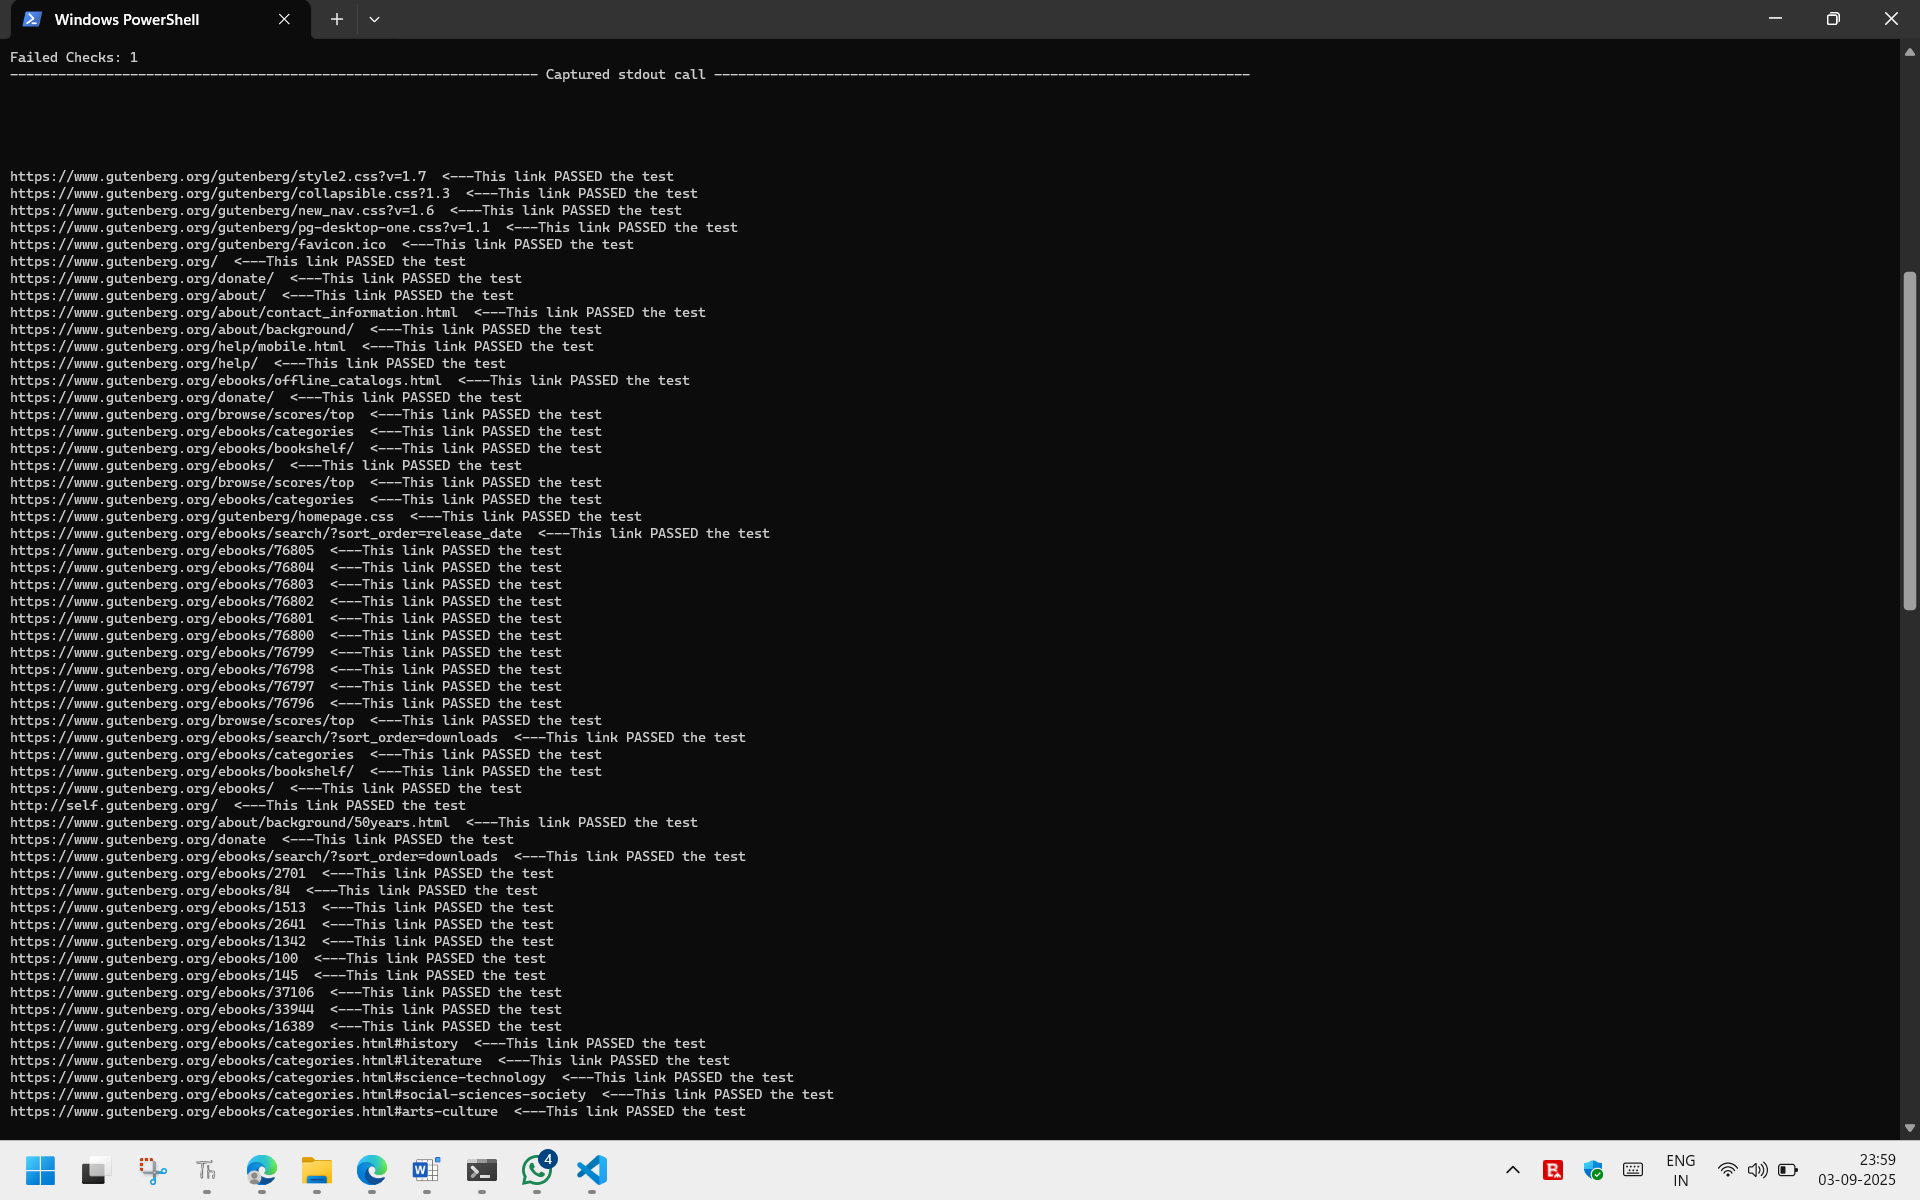 Windows PowerShell
Failed Checks: 1
------------------------------------------------------------------ Captured stdout call -------------------------------------------------------------------
https://www.gutenberg.org/gutenberg/style2.css?v=1.7  <---This link PASSED the test
https://www.gutenberg.org/gutenberg/collapsible.css?1.3  <---This link PASSED the test
https://www.gutenberg.org/gutenberg/new_nav.css?v=1.6  <---This link PASSED the test
https://www.gutenberg.org/gutenberg/pg-desktop-one.css?v=1.1  <---This link PASSED the test
https://www.gutenberg.org/gutenberg/favicon.ico  <---This link PASSED the test
https://www.gutenberg.org/  <---This link PASSED the test
https://www.gutenberg.org/donate/  <---This link PASSED the test
https://www.gutenberg.org/about/  <---This link PASSED the test
https://www.gutenberg.org/about/contact_information.html  <---This link PASSED the test
https://www.gutenberg.org/about/background/  <---This link PASSED the test
https://www.gutenberg.org/help/mobile.html  <---This link PASSED the test
https://www.gutenberg.org/help/  <---This link PASSED the test
https://www.gutenberg.org/ebooks/offline_catalogs.html  <---This link PASSED the test
https://www.gutenberg.org/donate/  <---This link PASSED the test
https://www.gutenberg.org/browse/scores/top  <---This link PASSED the test
https://www.gutenberg.org/ebooks/categories  <---This link PASSED the test
https://www.gutenberg.org/ebooks/bookshelf/  <---This link PASSED the test
https://www.gutenberg.org/ebooks/  <---This link PASSED the test
https://www.gutenberg.org/browse/scores/top  <---This link PASSED the test
https://www.gutenberg.org/ebooks/categories  <---This link PASSED the test
https://www.gutenberg.org/gutenberg/homepage.css  <---This link PASSED the test
https://www.gutenberg.org/ebooks/search/?sort_order=release_date  <---This link PASSED the test
https://www.gutenberg.org/ebooks/76805  <---This link PASSED the test
https://www.gutenberg.org/ebooks/76804  <---This link PASSED the test
https://www.gutenberg.org/ebooks/76803  <---This link PASSED the test
https://www.gutenberg.org/ebooks/76802  <---This link PASSED the test
https://www.gutenberg.org/ebooks/76801  <---This link PASSED the test
https://www.gutenberg.org/ebooks/76800  <---This link PASSED the test
https://www.gutenberg.org/ebooks/76799  <---This link PASSED the test
https://www.gutenberg.org/ebooks/76798  <---This link PASSED the test
https://www.gutenberg.org/ebooks/76797  <---This link PASSED the test
https://www.gutenberg.org/ebooks/76796  <---This link PASSED the test
https://www.gutenberg.org/browse/scores/top  <---This link PASSED the test
https://www.gutenberg.org/ebooks/search/?sort_order=downloads  <---This link PASSED the test
https://www.gutenberg.org/ebooks/categories  <---This link PASSED the test
https://www.gutenberg.org/ebooks/bookshelf/  <---This link PASSED the test
https://www.gutenberg.org/ebooks/  <---This link PASSED the test
http://self.gutenberg.org/  <---This link PASSED the test
https://www.gutenberg.org/about/background/50years.html  <---This link PASSED the test
https://www.gutenberg.org/donate  <---This link PASSED the test
https://www.gutenberg.org/ebooks/search/?sort_order=downloads  <---This link PASSED the test
https://www.gutenberg.org/ebooks/2701  <---This link PASSED the test
https://www.gutenberg.org/ebooks/84  <---This link PASSED the test
https://www.gutenberg.org/ebooks/1513  <---This link PASSED the test
https://www.gutenberg.org/ebooks/2641  <---This link PASSED the test
https://www.gutenberg.org/ebooks/1342  <---This link PASSED the test
https://www.gutenberg.org/ebooks/100  <---This link PASSED the test
https://www.gutenberg.org/ebooks/145  <---This link PASSED the test
https://www.gutenberg.org/ebooks/37106  <---This link PASSED the test
https://www.gutenberg.org/ebooks/33944  <---This link PASSED the test
https://www.gutenberg.org/ebooks/16389  <---This link PASSED the test
https://www.gutenberg.org/ebooks/categories.html#history  <---This link PASSED the test
https://www.gutenberg.org/ebooks/categories.html#literature  <---This link PASSED the test
https://www.gutenberg.org/ebooks/categories.html#science-technology  <---This link PASSED the test
https://www.gutenberg.org/ebooks/categories.html#social-sciences-society  <---This link PASSED the test
https://www.gutenberg.org/ebooks/categories.html#arts-culture  <---This link PASSED the test
Th
W
4
B
ENG
IN
23:59
03-09-2025